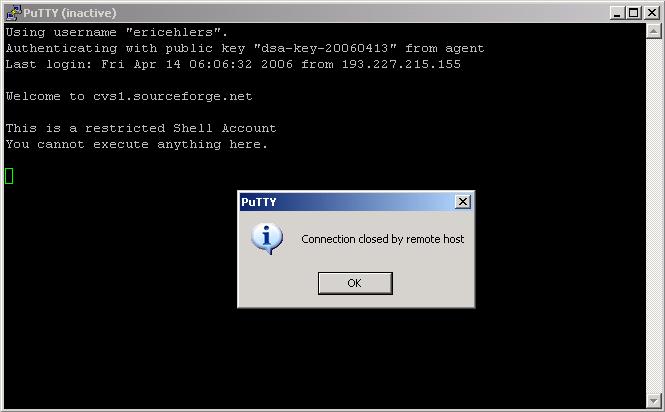 PuTTY (inactive)
Using username "ericehlers".
Authenticating with public key "dsa-key-20060413" from agent
Last login: Fri Apr 14 06:06:32 2006 from 193.227.215.155
Welcome to cvs1.sourceforge.net
This is a restricted Shell Account
You cannot execute anything here.
PuTTY
Connection closed by remote host
OK